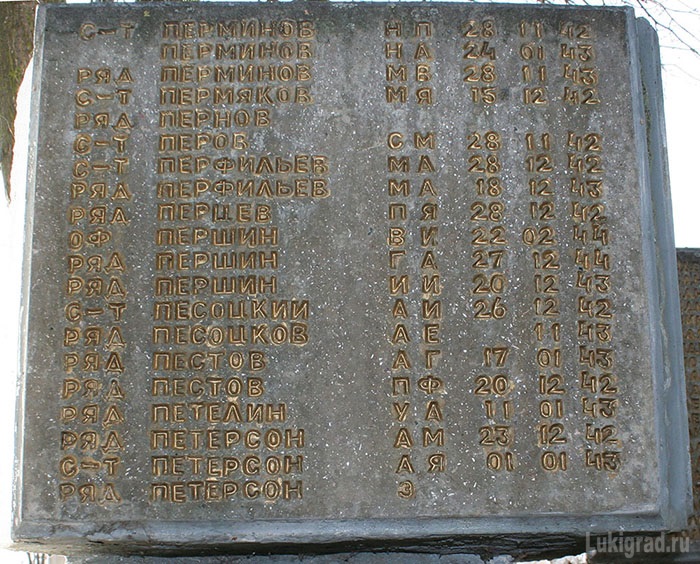 С-Т ПЕРМИНОВ Н П 28 11 42
ПЕРМИНОВ Н А 24 01 43
РЯД ПЕРМИНОВ М В 28 11 43
С-Т ПЕРМЯКОВ М Я 15 12 42
РЯД ПЕРНОВ
С-Т ПЕРОВ С М 28 11 42
С-Т ПЕРФИЛЬЕВ М А 28 12 42
РЯД ПЕРФИЛЬЕВ М А 18 12 43
РЯД ПЕРЦЕВ П Я 28 12 42
ОФ ПЕРШИН В И 22 02 44
РЯД ПЕРШИН Г А 27 12 44
РЯД ПЕРШИН И И 20 12 43
С-Т ПЕСОЦКИЙ А И 26 12 42
РЯД ПЕСОЦКОВ А Е 11 43
РЯД ПЕСТОВ А Г 17 01 43
РЯД ПЕСТОВ П Ф 20 12 42
РЯД ПЕТЕЛИН У А 11 01 43
РЯД ПЕТЕРСОН А М 23 12 42
С-Т ПЕТЕРСОН А Я 01 01 43
РЯД ПЕТЕРСОН Э
Lukigrad.ru